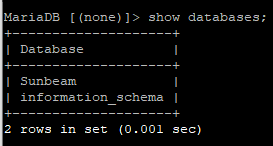 MariaDB [(none)]> show databases;
+--------------------+
| Database           |
+--------------------+
| Sunbeam            |
| information_schema |
+--------------------+
2 rows in set (0.001 sec)